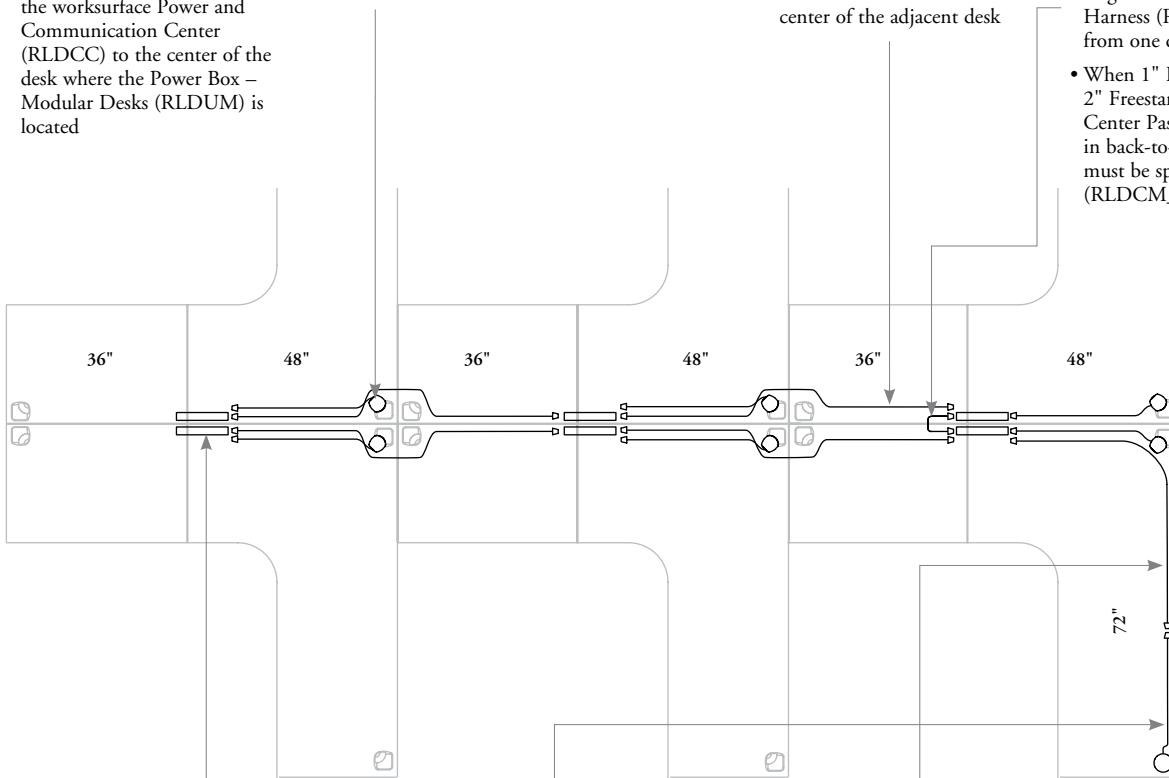 the worksurface Power and
Communication Center
(RLDCC) to the center of the
desk where the Power Box –
Modular Desks (RLDUM) is
located
center of the adjacent desk
Harness
from one
• When 1"
2" Freestan
Center Pas
in back-to-
must be sp
(RLDCM
36"
48"
36"
48"
36"
48"
72"